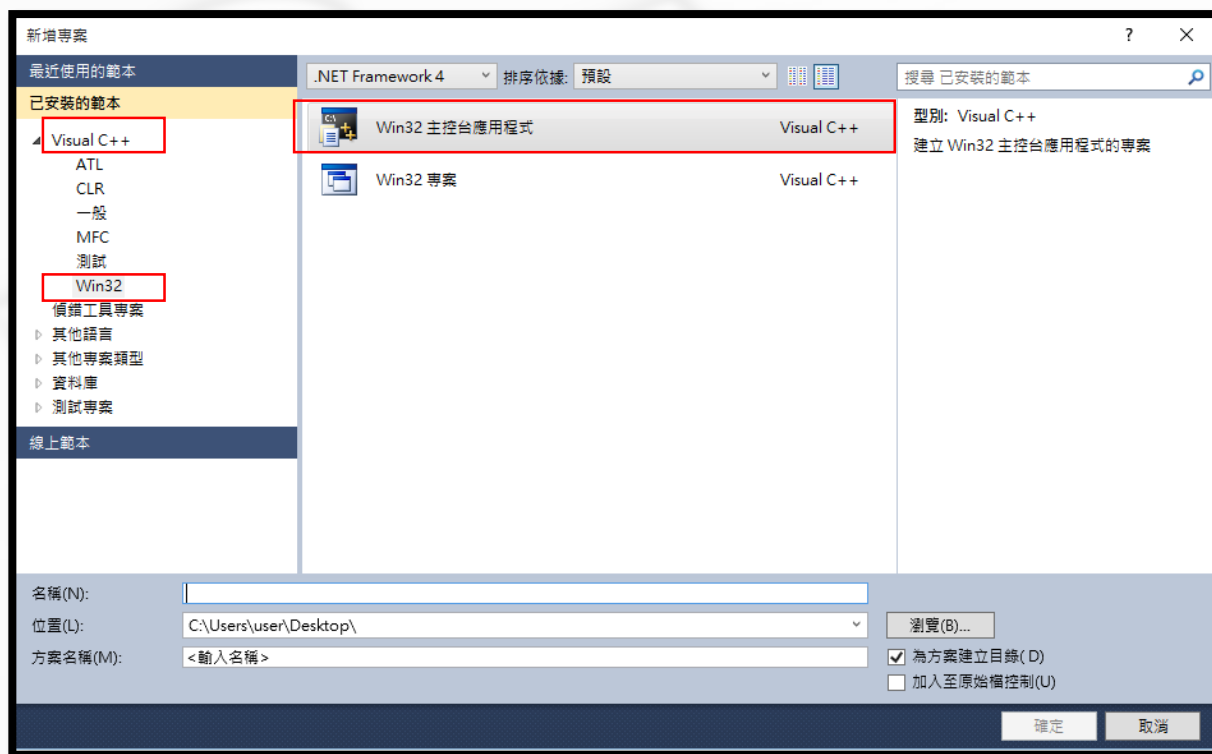 新增專案
?
最近使用的範本
已安裝的範本
Visual C++
ATL
CLR
一般
MFC
測試
Win32
偵錯工具專案
其他語言
其他專案類型
資料庫
測試專案
線上範本
.NET Framework 4 排序依據: 預設
Win32 主控台應用程式 Visual C++
Win32 專案 Visual C++
搜尋 已安裝的範本
型別: Visual C++
建立 Win32 主控台應用程式的專案
名稱(N):
位置(L): C:\Users\user\Desktop\ 瀏覽(B)...
方案名稱(M): <輸入名稱> 為方案建立目錄( D)
加入至原始檔控制(U)
確定 取消